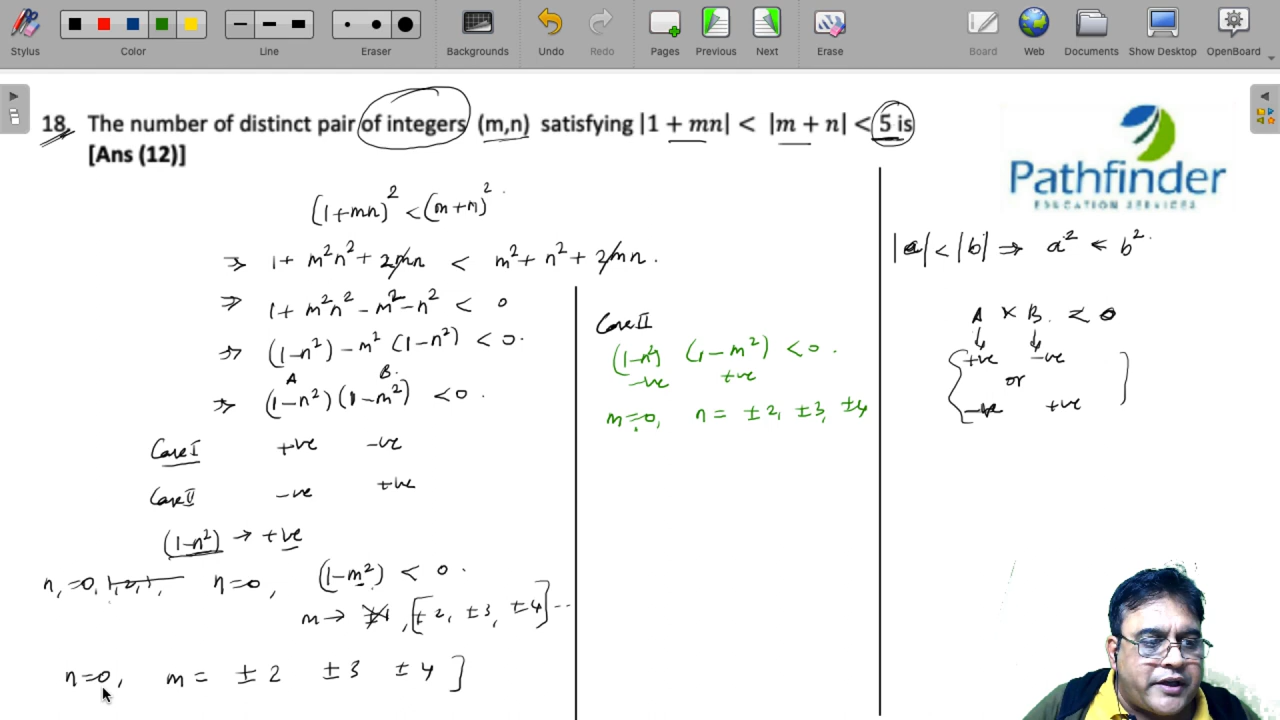 Stylus Color Line Eraser Backgrounds Undo Redo Pages Previous Next Erase Board Web Documents Show Desktop OpenBoard
18. The number of distinct pair of integers (m,n) satisfying |1 + mn| < |m + n| < 5 is
[Ans (12)]
Pathfinder
EDUCATION SERVICES
(1+mn)² < (m+n)².
⇒ 1 + m²n² + 2mn < m² + n² + 2mn.
⇒ 1 + m²n² - m² - n² < 0
⇒ (1-n²) - m² (1-n²) < 0.
A B.
⇒ (1-n²)(1-m²) < 0.
Case I +ve -ve
Case II -ve +ve
(1-n²) → +ve
n, =0, 1, 2, 1, n=0, (1-m²) < 0.
m → ±1, [±2, ±3, ±4] ...
n=0, m = ±2 ±3 ±4 ]
Case II
(1-n²) (1-m²) < 0.
-ve +ve
m=0, n = ±2, ±3, ±4
|a| < |b| ⇒ a² < b².
A × B. < 0
↓ ↓
+ve -ve
or
-ve +ve